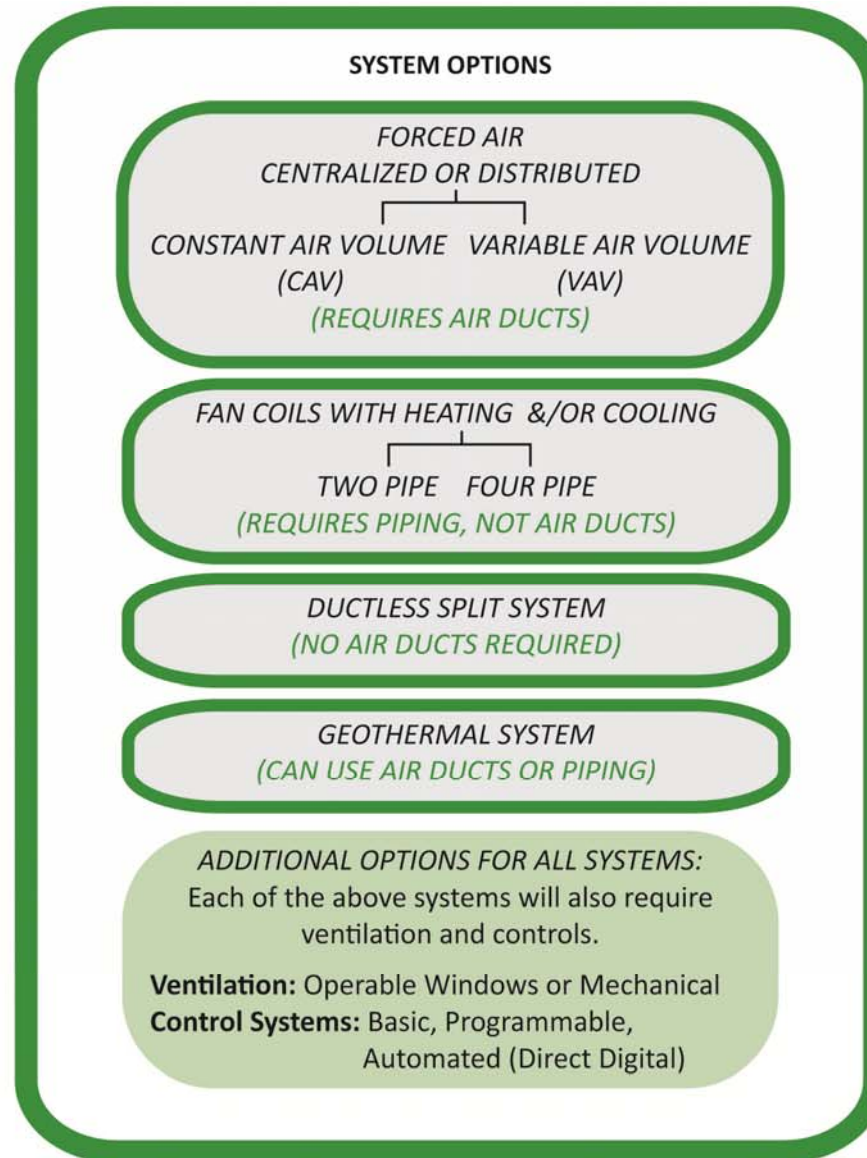 SYSTEM OPTIONS
FORCED AIR
CENTRALIZED OR DISTRIBUTED
CONSTANT AIR VOLUME VARIABLE AIR VOLUME
(CAV) (VAV)
(REQUIRES AIR DUCTS)
FAN COILS WITH HEATING &/OR COOLING
TWO PIPE FOUR PIPE
(REQUIRES PIPING, NOT AIR DUCTS)
DUCTLESS SPLIT SYSTEM
(NO AIR DUCTS REQUIRED)
GEOTHERMAL SYSTEM
(CAN USE AIR DUCTS OR PIPING)
ADDITIONAL OPTIONS FOR ALL SYSTEMS:
Each of the above systems will also require
ventilation and controls.
Ventilation: Operable Windows or Mechanical
Control Systems: Basic, Programmable,
Automated (Direct Digital)